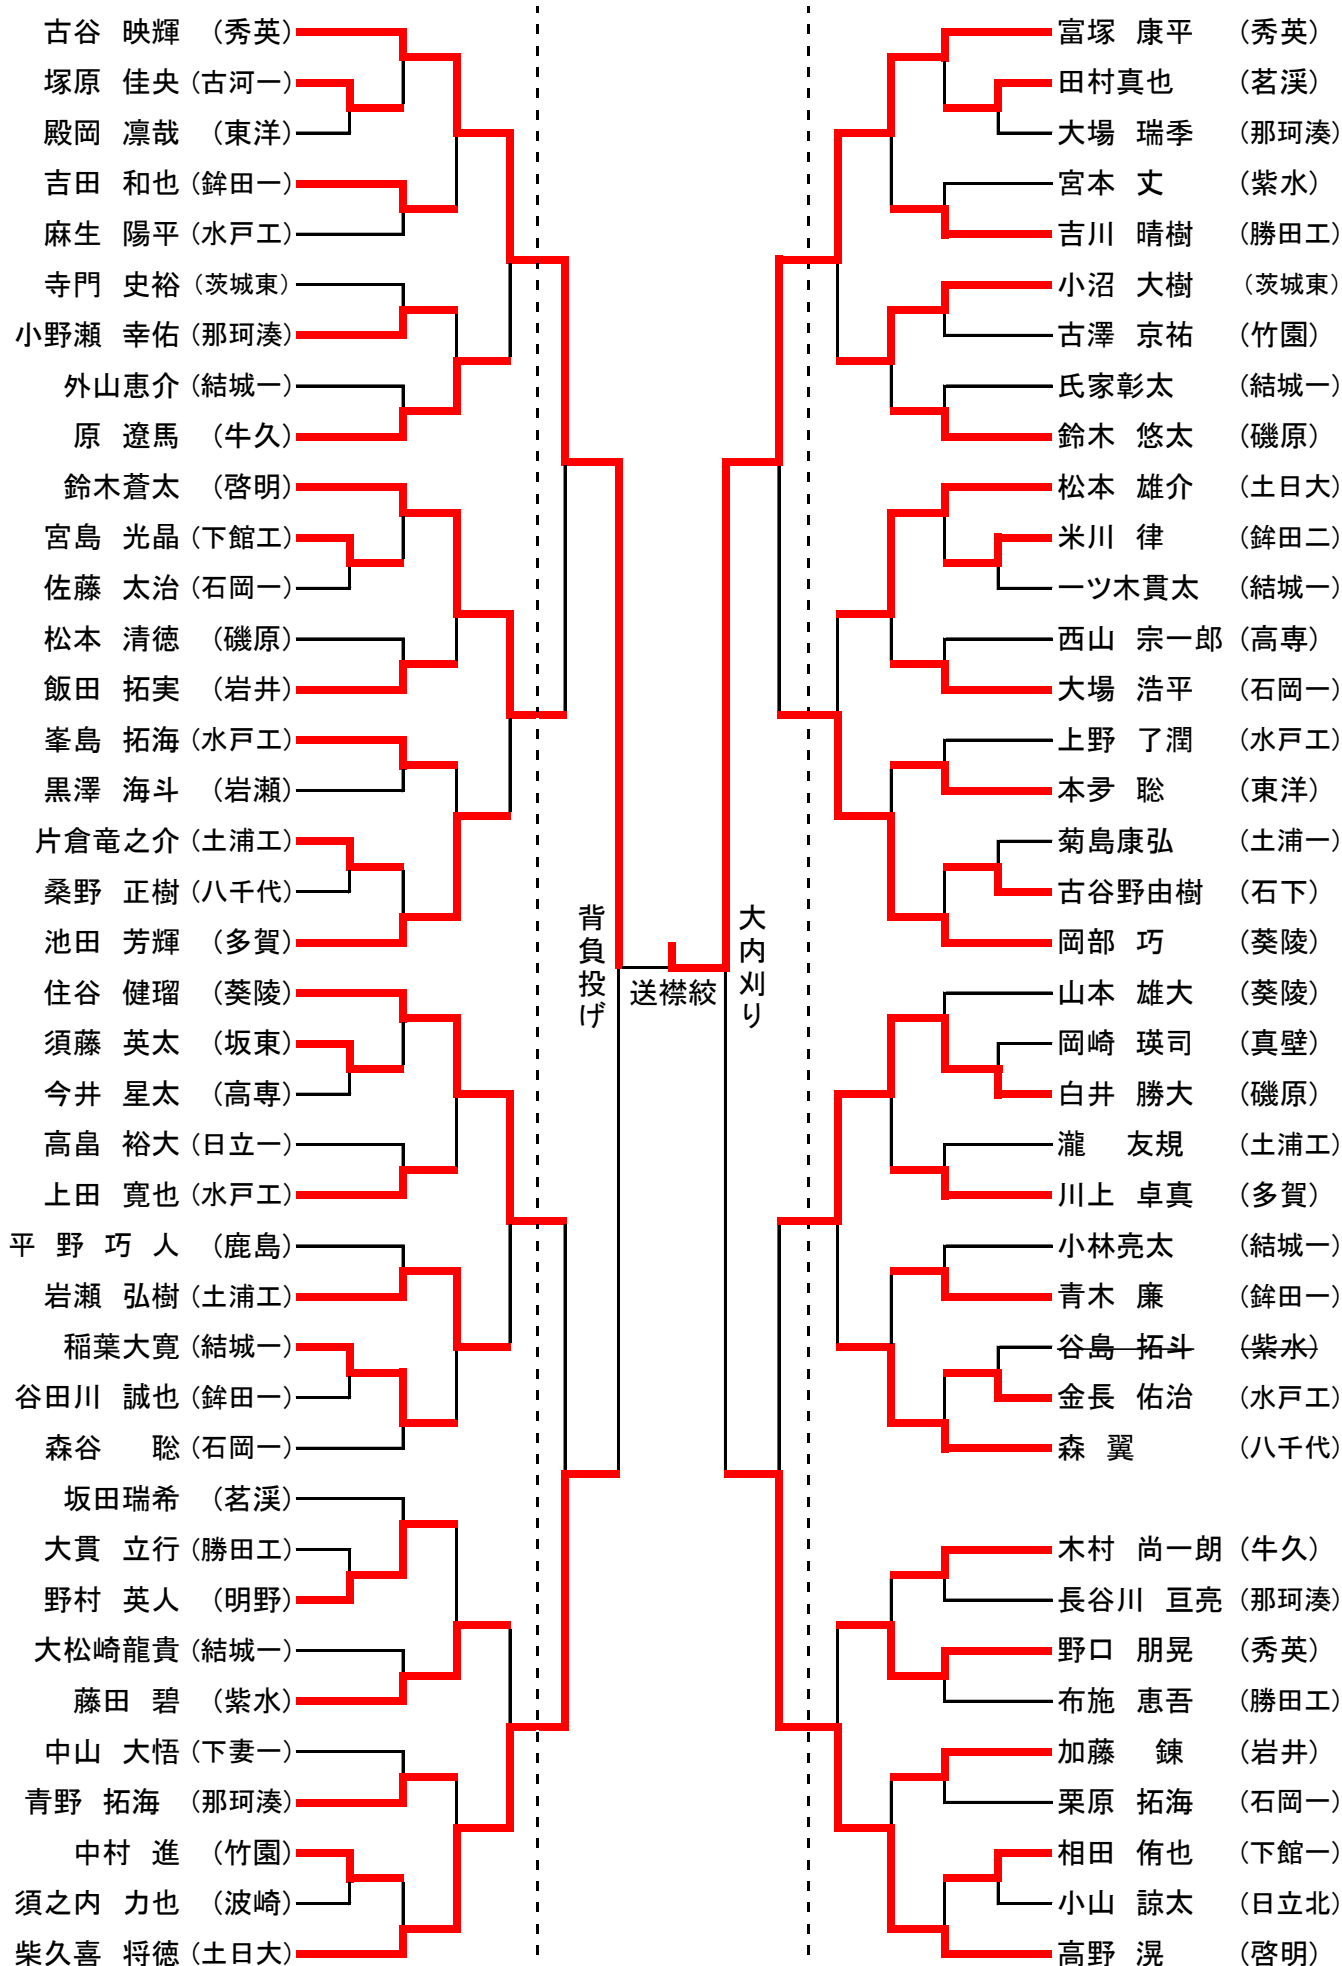 古谷 映輝 (秀英)
塚原 佳央 (古河一)
殿岡 凛哉 (東洋)
吉田 和也 (鉾田一)
麻生 陽平 (水戸工)
寺門 史裕 (茨城東)
小野瀬 幸佑 (那珂湊)
外山恵介 (結城一)
原 遼馬 (牛久)
鈴木蒼太 (啓明)
宮島 光晶 (下館工)
佐藤 太治 (石岡一)
松本 清徳 (磯原)
飯田 拓実 (岩井)
峯島 拓海 (水戸工)
黒澤 海斗 (岩瀬)
片倉竜之介 (土浦工)
桑野 正樹 (八千代)
池田 芳輝 (多賀)
住谷 健瑠 (葵陵)
須藤 英太 (坂東)
今井 星太 (高専)
高畠 裕大 (日立一)
上田 寛也 (水戸工)
平 野 巧 人 (鹿島)
岩瀬 弘樹 (土浦工)
稲葉大寛 (結城一)
谷田川 誠也 (鉾田一)
森谷 聡 (石岡一)
坂田瑞希 (茗渓)
大貫 立行 (勝田工)
野村 英人 (明野)
大松崎龍貴 (結城一)
藤田 碧 (紫水)
中山 大悟 (下妻一)
青野 拓海 (那珂湊)
中村 進 (竹園)
須之内 力也 (波崎)
柴久喜 将徳 (土日大)
背負投げ
送襟絞
大内刈り
富塚 康平 (秀英)
田村真也 (茗渓)
大場 瑞季 (那珂湊)
宮本 丈 (紫水)
吉川 晴樹 (勝田工)
小沼 大樹 (茨城東)
古澤 京祐 (竹園)
氏家彰太 (結城一)
鈴木 悠太 (磯原)
松本 雄介 (土日大)
米川 律 (鉾田二)
一ツ木貫太 (結城一)
西山 宗一郎 (高専)
大場 浩平 (石岡一)
上野 了潤 (水戸工)
本夛 聡 (東洋)
菊島康弘 (土浦一)
古谷野由樹 (石下)
岡部 巧 (葵陵)
山本 雄大 (葵陵)
岡崎 瑛司 (真壁)
白井 勝大 (磯原)
瀧 友規 (土浦工)
川上 卓真 (多賀)
小林亮太 (結城一)
青木 廉 (鉾田一)
谷島 拓斗 (紫水)
金長 佑治 (水戸工)
森 翼 (八千代)
木村 尚一朗 (牛久)
長谷川 亘亮 (那珂湊)
野口 朋晃 (秀英)
布施 恵吾 (勝田工)
加藤 錬 (岩井)
栗原 拓海 (石岡一)
相田 侑也 (下館一)
小山 諒太 (日立北)
高野 滉 (啓明)